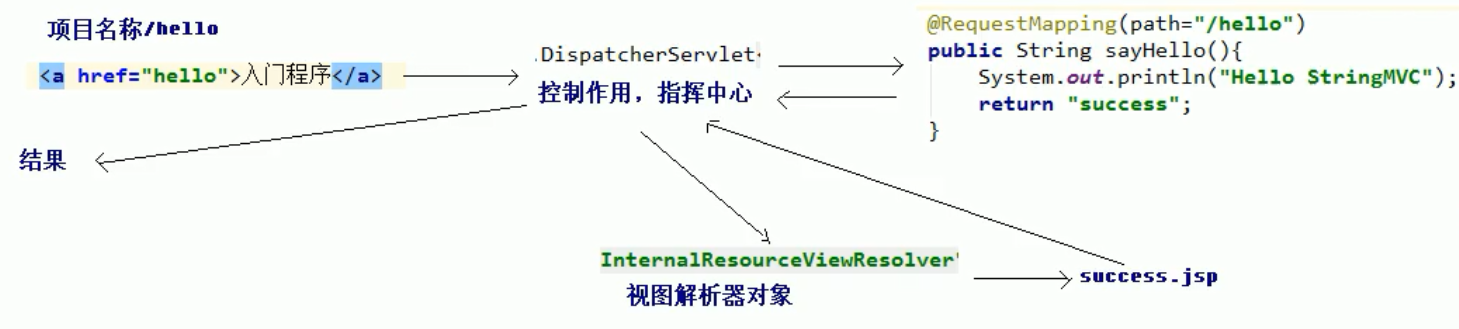 项目名称/hello
<a href="hello">入门程序</a>
.DispatcherServlet
控制作用，指挥中心
@RequestMapping(path="/hello")
public String sayHello(){
System.out.println("Hello StringMVC");
return "success";
}
结果
InternalResourceViewResolver"
视图解析器对象
success.jsp